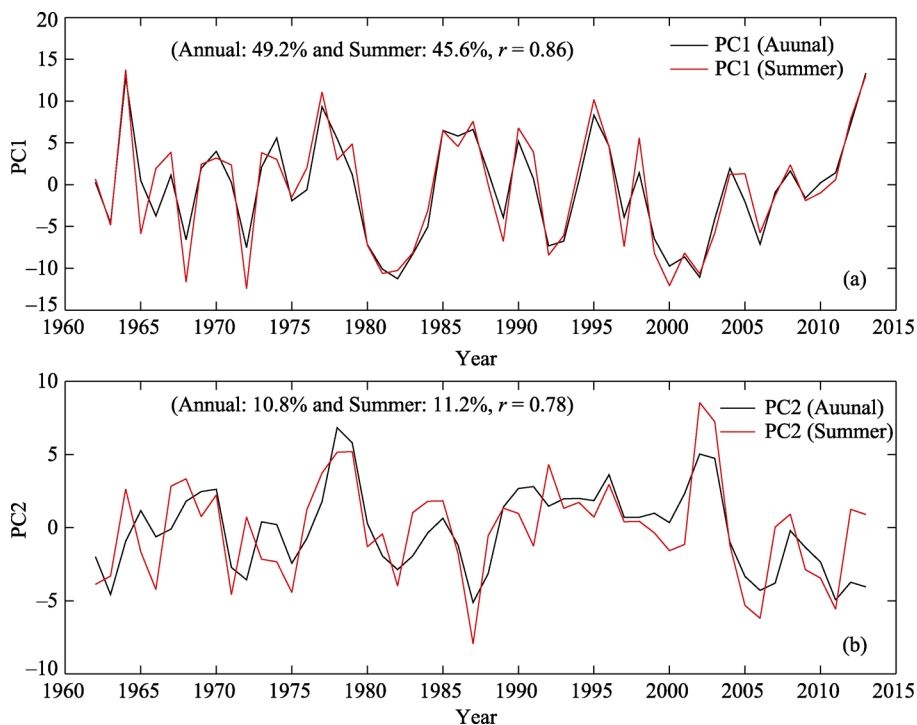 20
15
10
5
0
−5
−10
−15
PC1
(Annual: 49.2% and Summer: 45.6%, r = 0.86)
PC1 (Auunal)
PC1 (Summer)
(a)
1960 1965 1970 1975 1980 1985 1990 1995 2000 2005 2010 2015
Year
10
5
0
−5
−10
PC2
(Annual: 10.8% and Summer: 11.2%, r = 0.78)
PC2 (Auunal)
PC2 (Summer)
(b)
1960 1965 1970 1975 1980 1985 1990 1995 2000 2005 2010 2015
Year